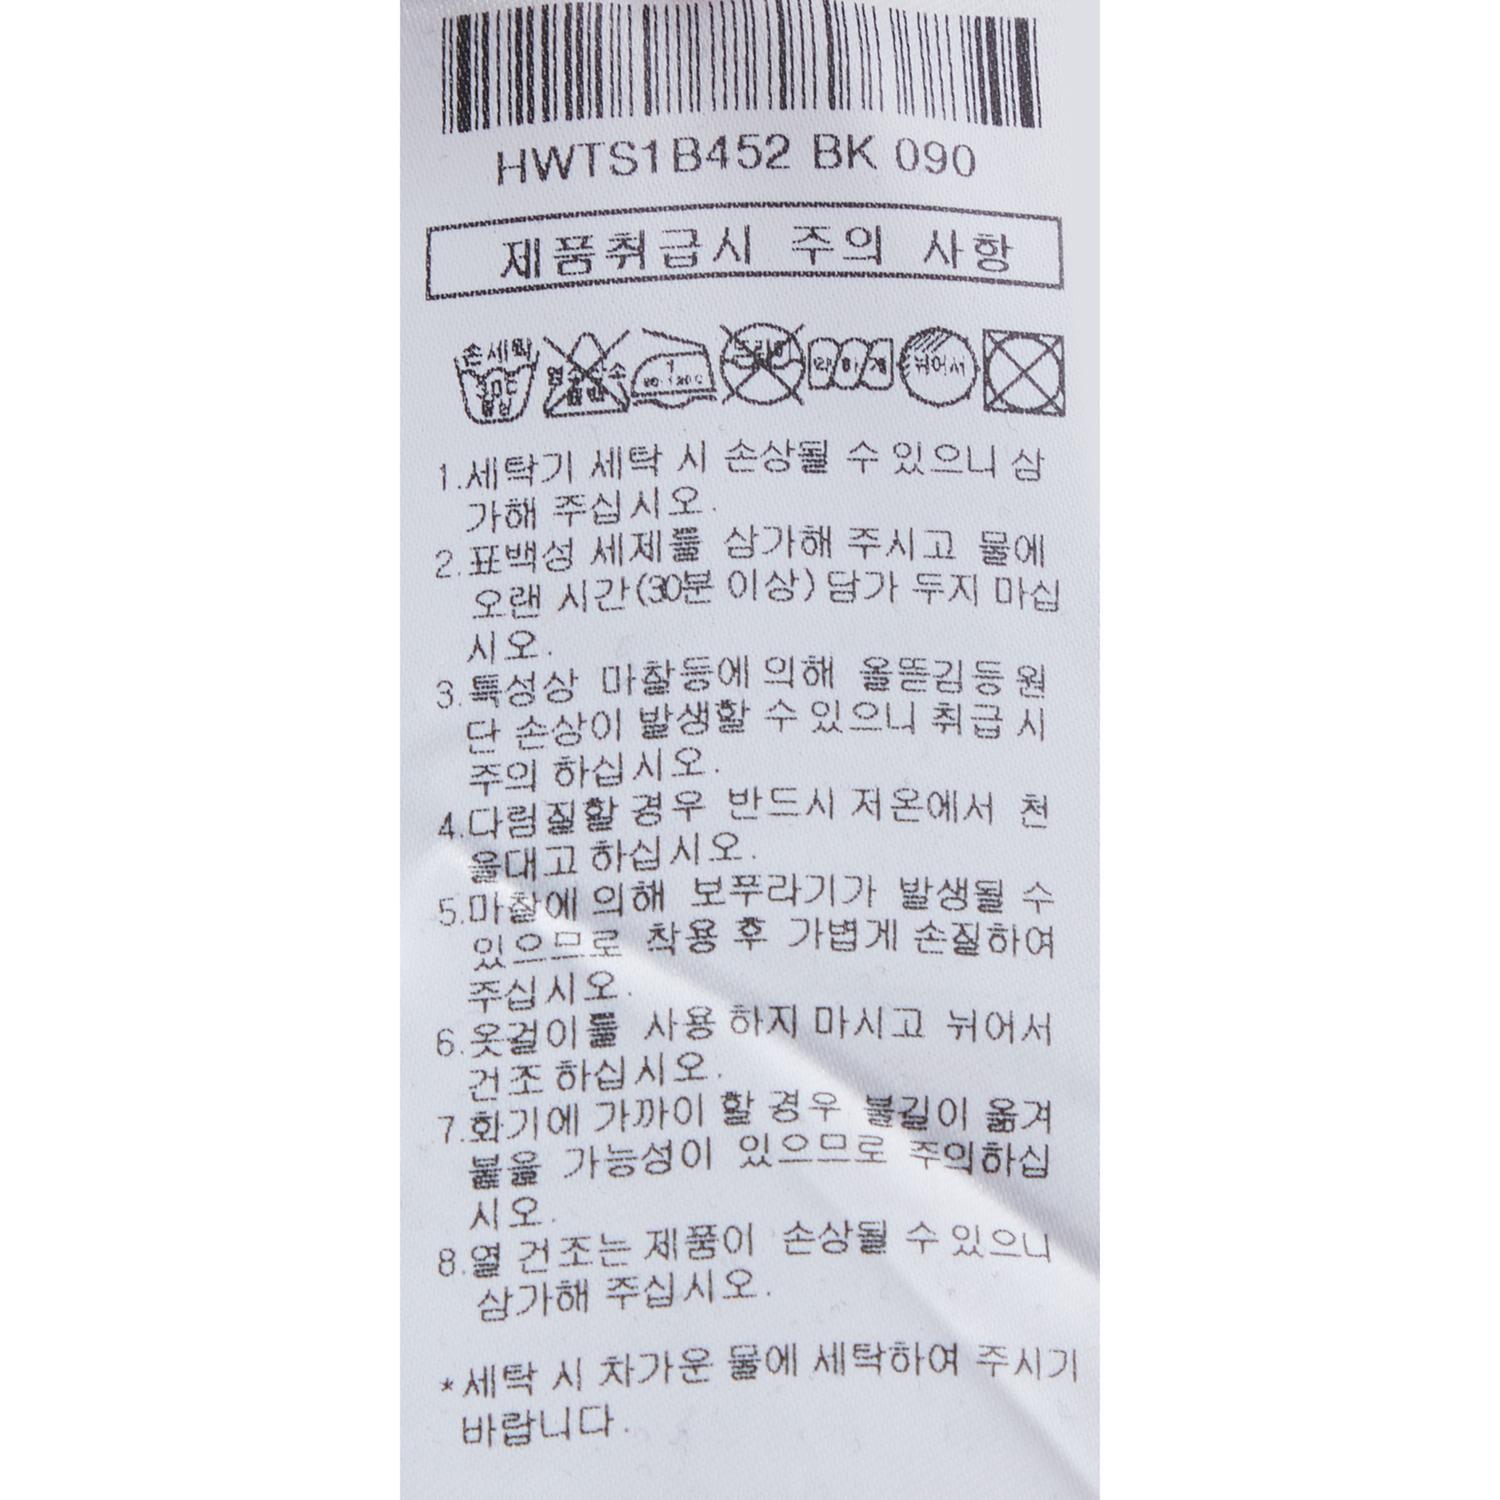 HWTS1B452 BK 090
제품취급시 주의 사항
손세탁
약하게
뉘어서
1.세탁기 세탁 시 손상될 수 있으니 삼
가해 주십시오.
2.표백성 세제를 삼가해 주시고 물에
오랜 시간(30분 이상)담가 두지 마십
시오.
3.특성상 마찰등에 의해 올뜯김등 원
단 손상이 발생할 수 있으니 취급 시
주의 하십시오.
4.다림질할 경우 반드시 저온에서 천
을대고 하십시오.
5.마찰에 의해 보푸라기가 발생될 수
있으므로 착용 후 가볍게 손질하여
주십시오.
6.옷걸이를 사용 하지 마시고 뉘어서
건조 하십시오.
7.화기에 가까이 할 경우 불길이 옮겨
붙을 가능성이 있으므로 주의하십
시오.
8.열 건조는 제품이 손상될 수 있으니
삼가해 주십시오.
*세탁 시 차가운 물에 세탁하여 주시기
바랍니다.